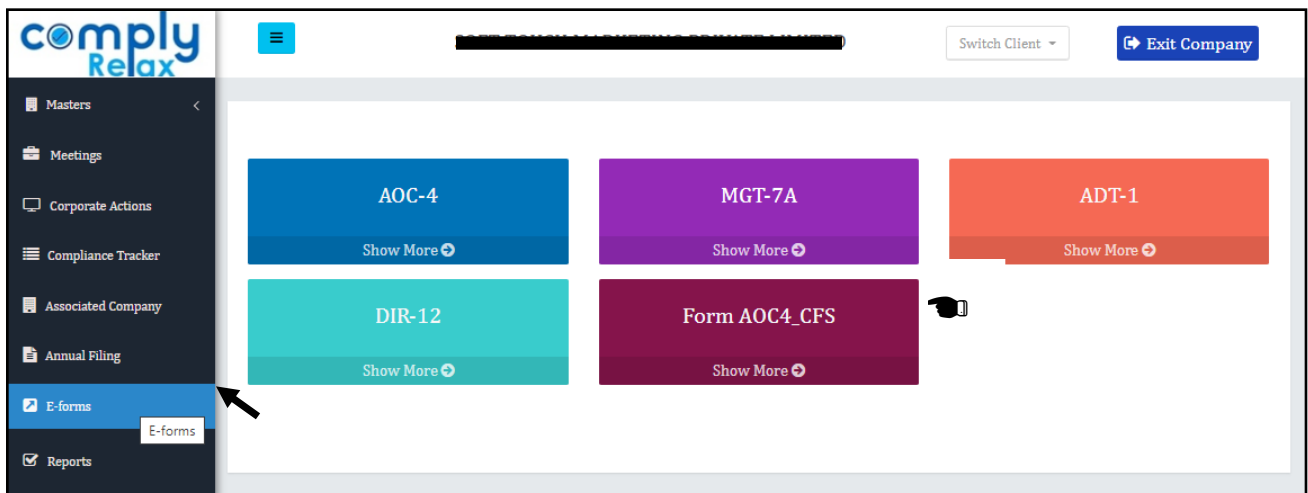 comply
Relax
Switch Client
Exit Company
Masters
Meetings
Corporate Actions
Compliance Tracker
Associated Company
Annual Filing
E-forms
E-forms
Reports
AOC-4
Show More
MGT-7A
Show More
ADT-1
Show More
DIR-12
Show More
Form AOC4_CFS
Show More